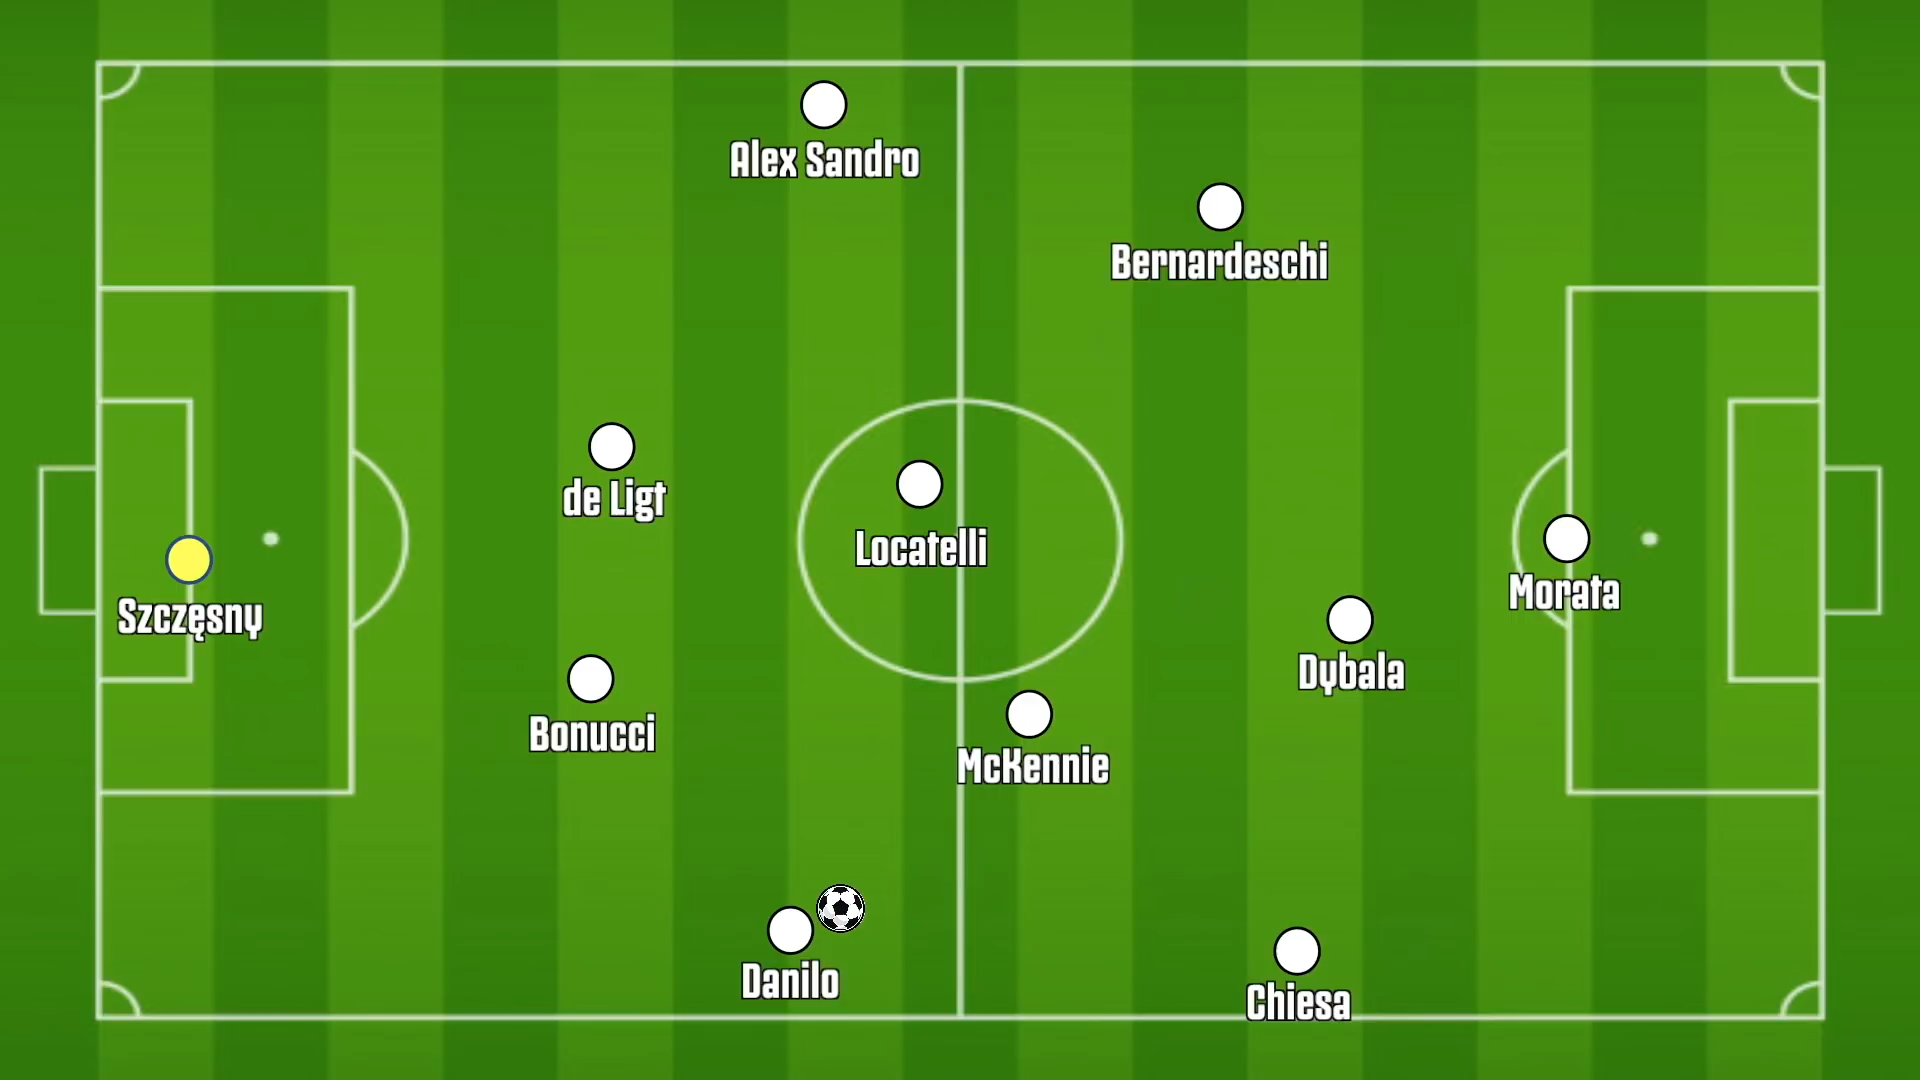 Alex Sandro
Bernardeschi
de Ligt
Locatelli
Szczęsny
Morata
Dybala
Bonucci
McKennie
Danilo
Chiesa